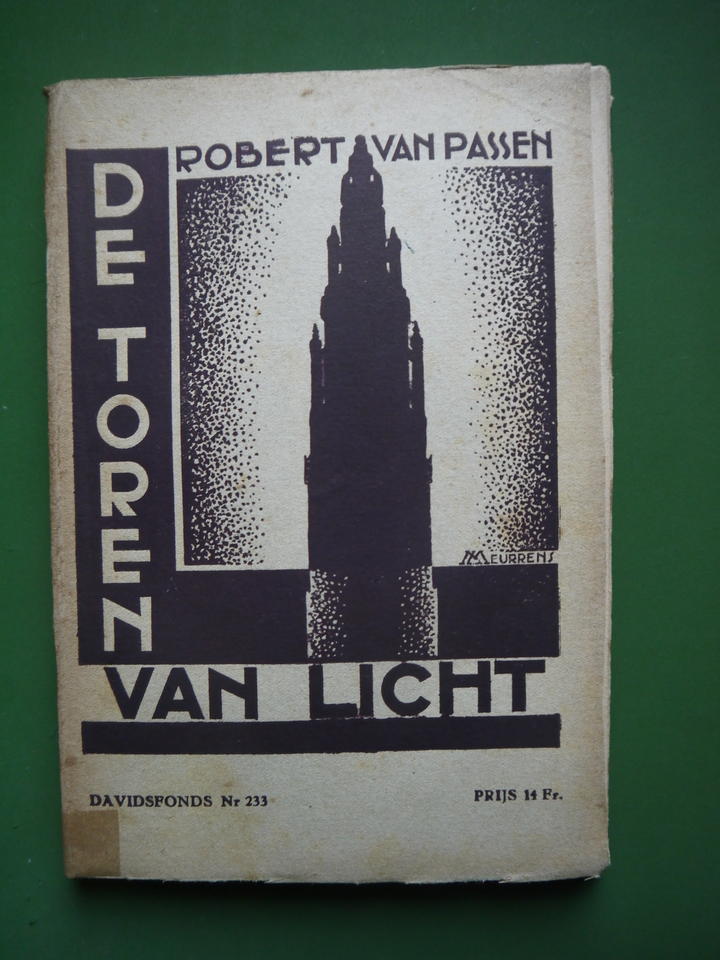 ROBERT VAN PASSEN
DE TOREN
VAN LICHT
MEURRENS
DAVIDSFONDS Nr 233
PRIJS 14 Fr.